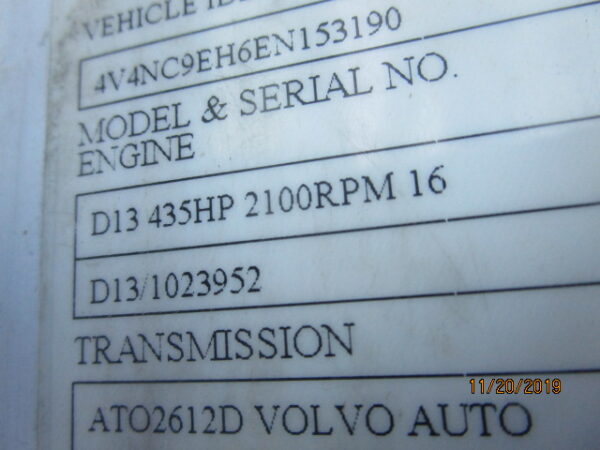 VEHICLE
4V4NC9EH6EN153190
MODEL & SERIAL NO.
ENGINE
D13 435HP 2100RPM 16
D13/1023952
TRANSMISSION
ATO2612D VOLVO AUTO
11/20/2019